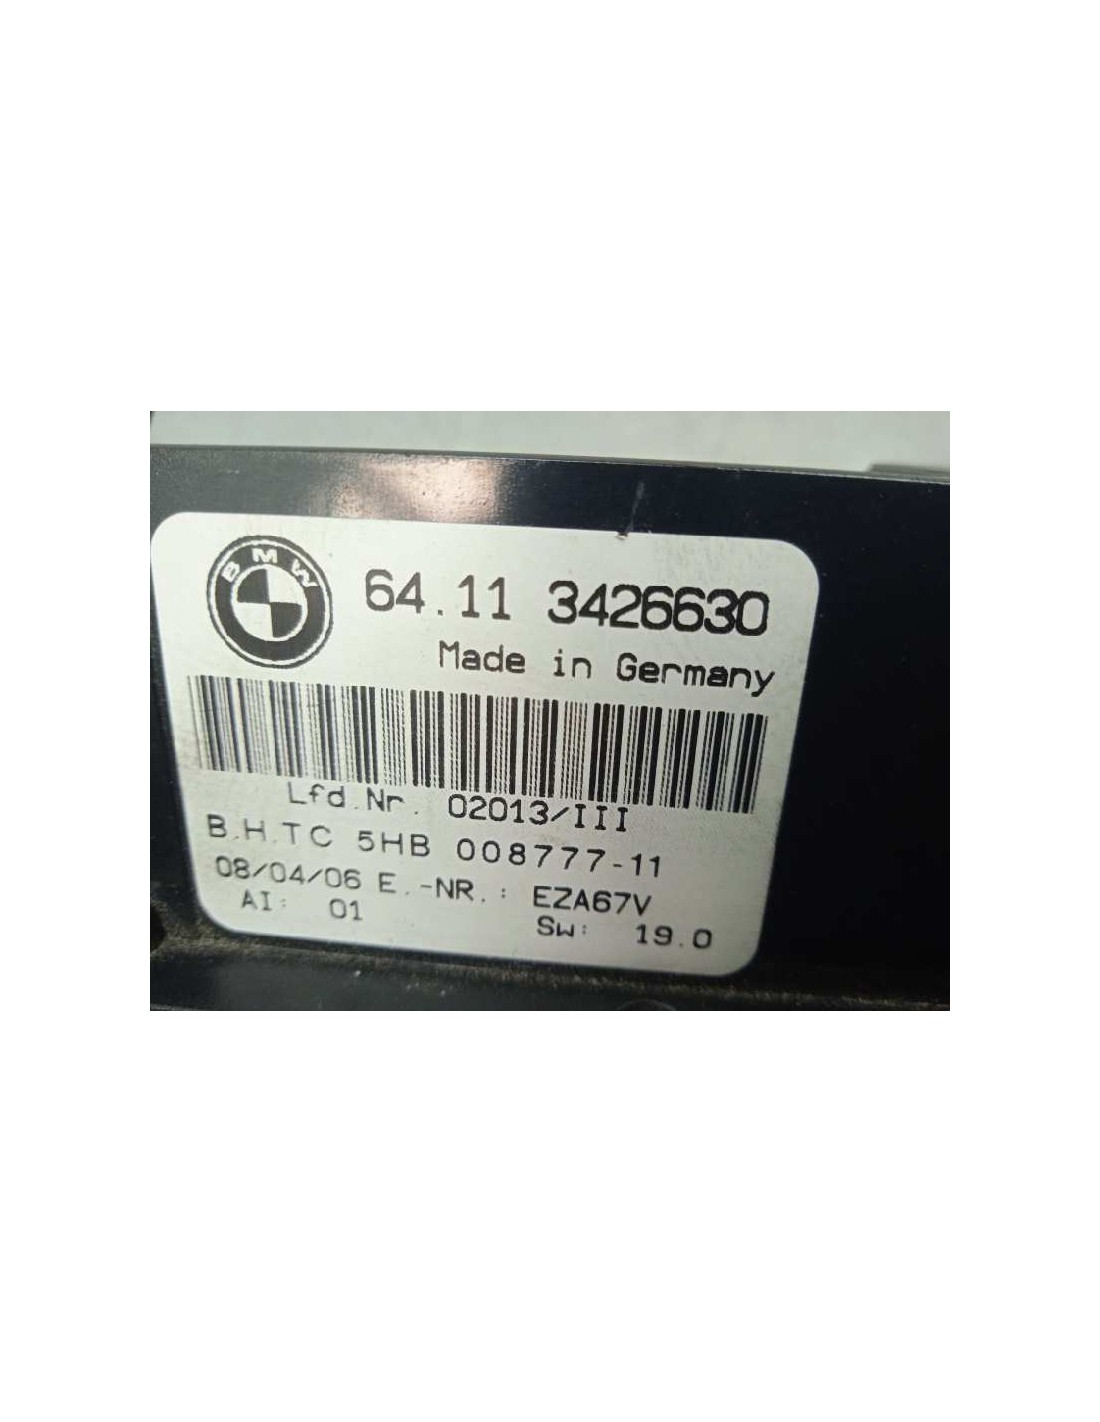 BMW
64.11 3426630
Made in Germany
Lfd.Nr. 02013/III
B.H.TC 5HB 008777-11
08/04/06 E.-NR.: EZA67V
AI: 01 Sw: 19.0